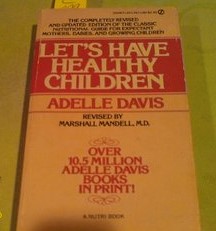 THE COMPLETELY REVISED
AND UPDATED EDITION OF THE CLASSIC
NUTRITIONAL GUIDE FOR EXPECTANT
MOTHERS, BABIES, AND GROWING CHILDREN
LET'S HAVE
HEALTHY
CHILDREN
ADELLE DAVIS
REVISED BY
MARSHALL MANDELL, M.D.
OVER
10.5 MILLION
ADELLE DAVIS
BOOKS
IN PRINT!
A NUTRI BOOK